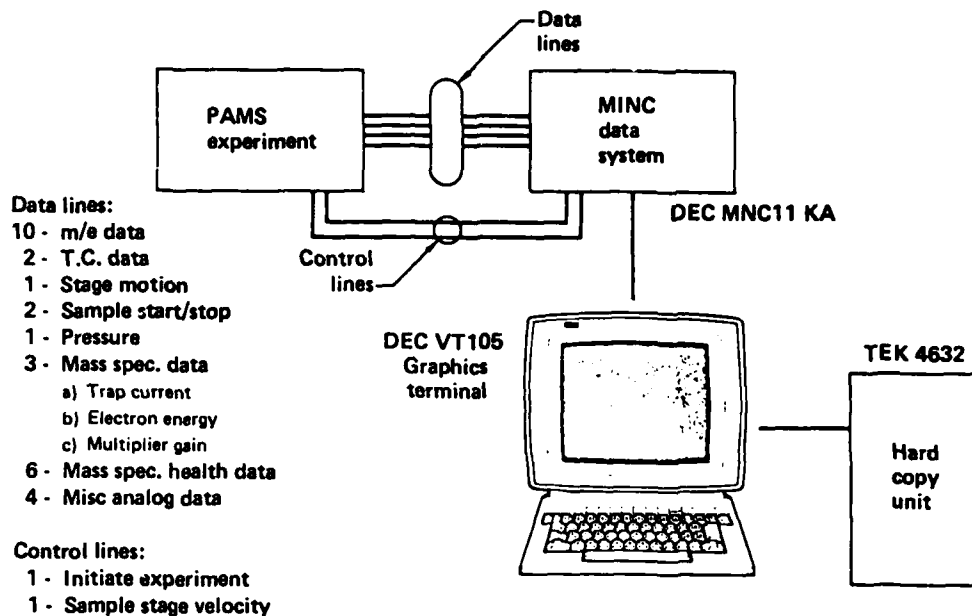 Data
lines
PAMS
experiment
MINC
data
system
DEC MNC11 KA
Control
lines
Data lines:
10 - m/e data
2 - T.C. data
1 - Stage motion
2 - Sample start/stop
1 - Pressure
3 - Mass spec. data
a) Trap current
b) Electron energy
c) Multiplier gain
6 - Mass spec. health data
4 - Misc analog data
Control lines:
1 - Initiate experiment
1 - Sample stage velocity
DEC VT105
Graphics
terminal
TEK 4632
Hard
copy
unit